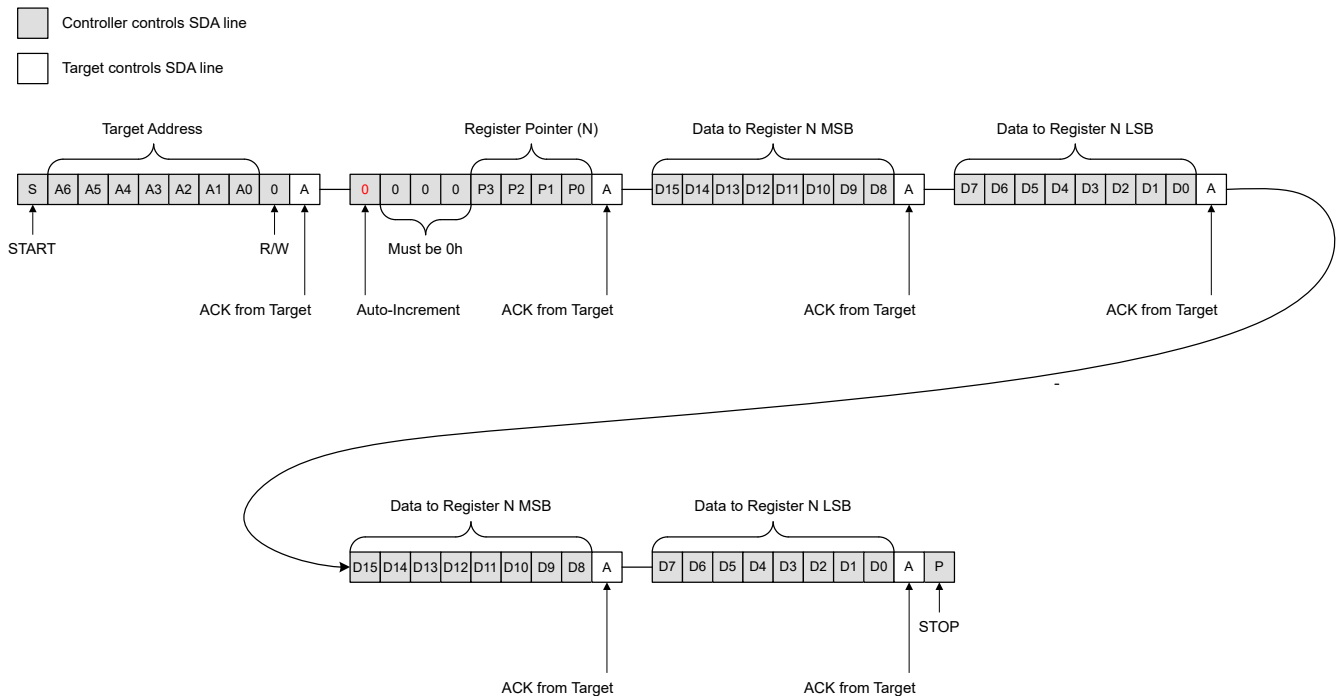 Controller controls SDA line
Target controls SDA line
Target Address
Register Pointer (N)
Data to Register N MSB
Data to Register N LSB
S A6 A5 A4 A3 A2 A1 A0 0 A 0 0 0 0 P3 P2 P1 P0 A D15 D14 D13 D12 D11 D10 D9 D8 A D7 D6 D5 D4 D3 D2 D1 D0 A
START
R/W
Must be 0h
ACK from Target
Auto-Increment
ACK from Target
ACK from Target
ACK from Target
-
Data to Register N MSB
Data to Register N LSB
D15 D14 D13 D12 D11 D10 D9 D8 A D7 D6 D5 D4 D3 D2 D1 D0 A P
STOP
ACK from Target
ACK from Target